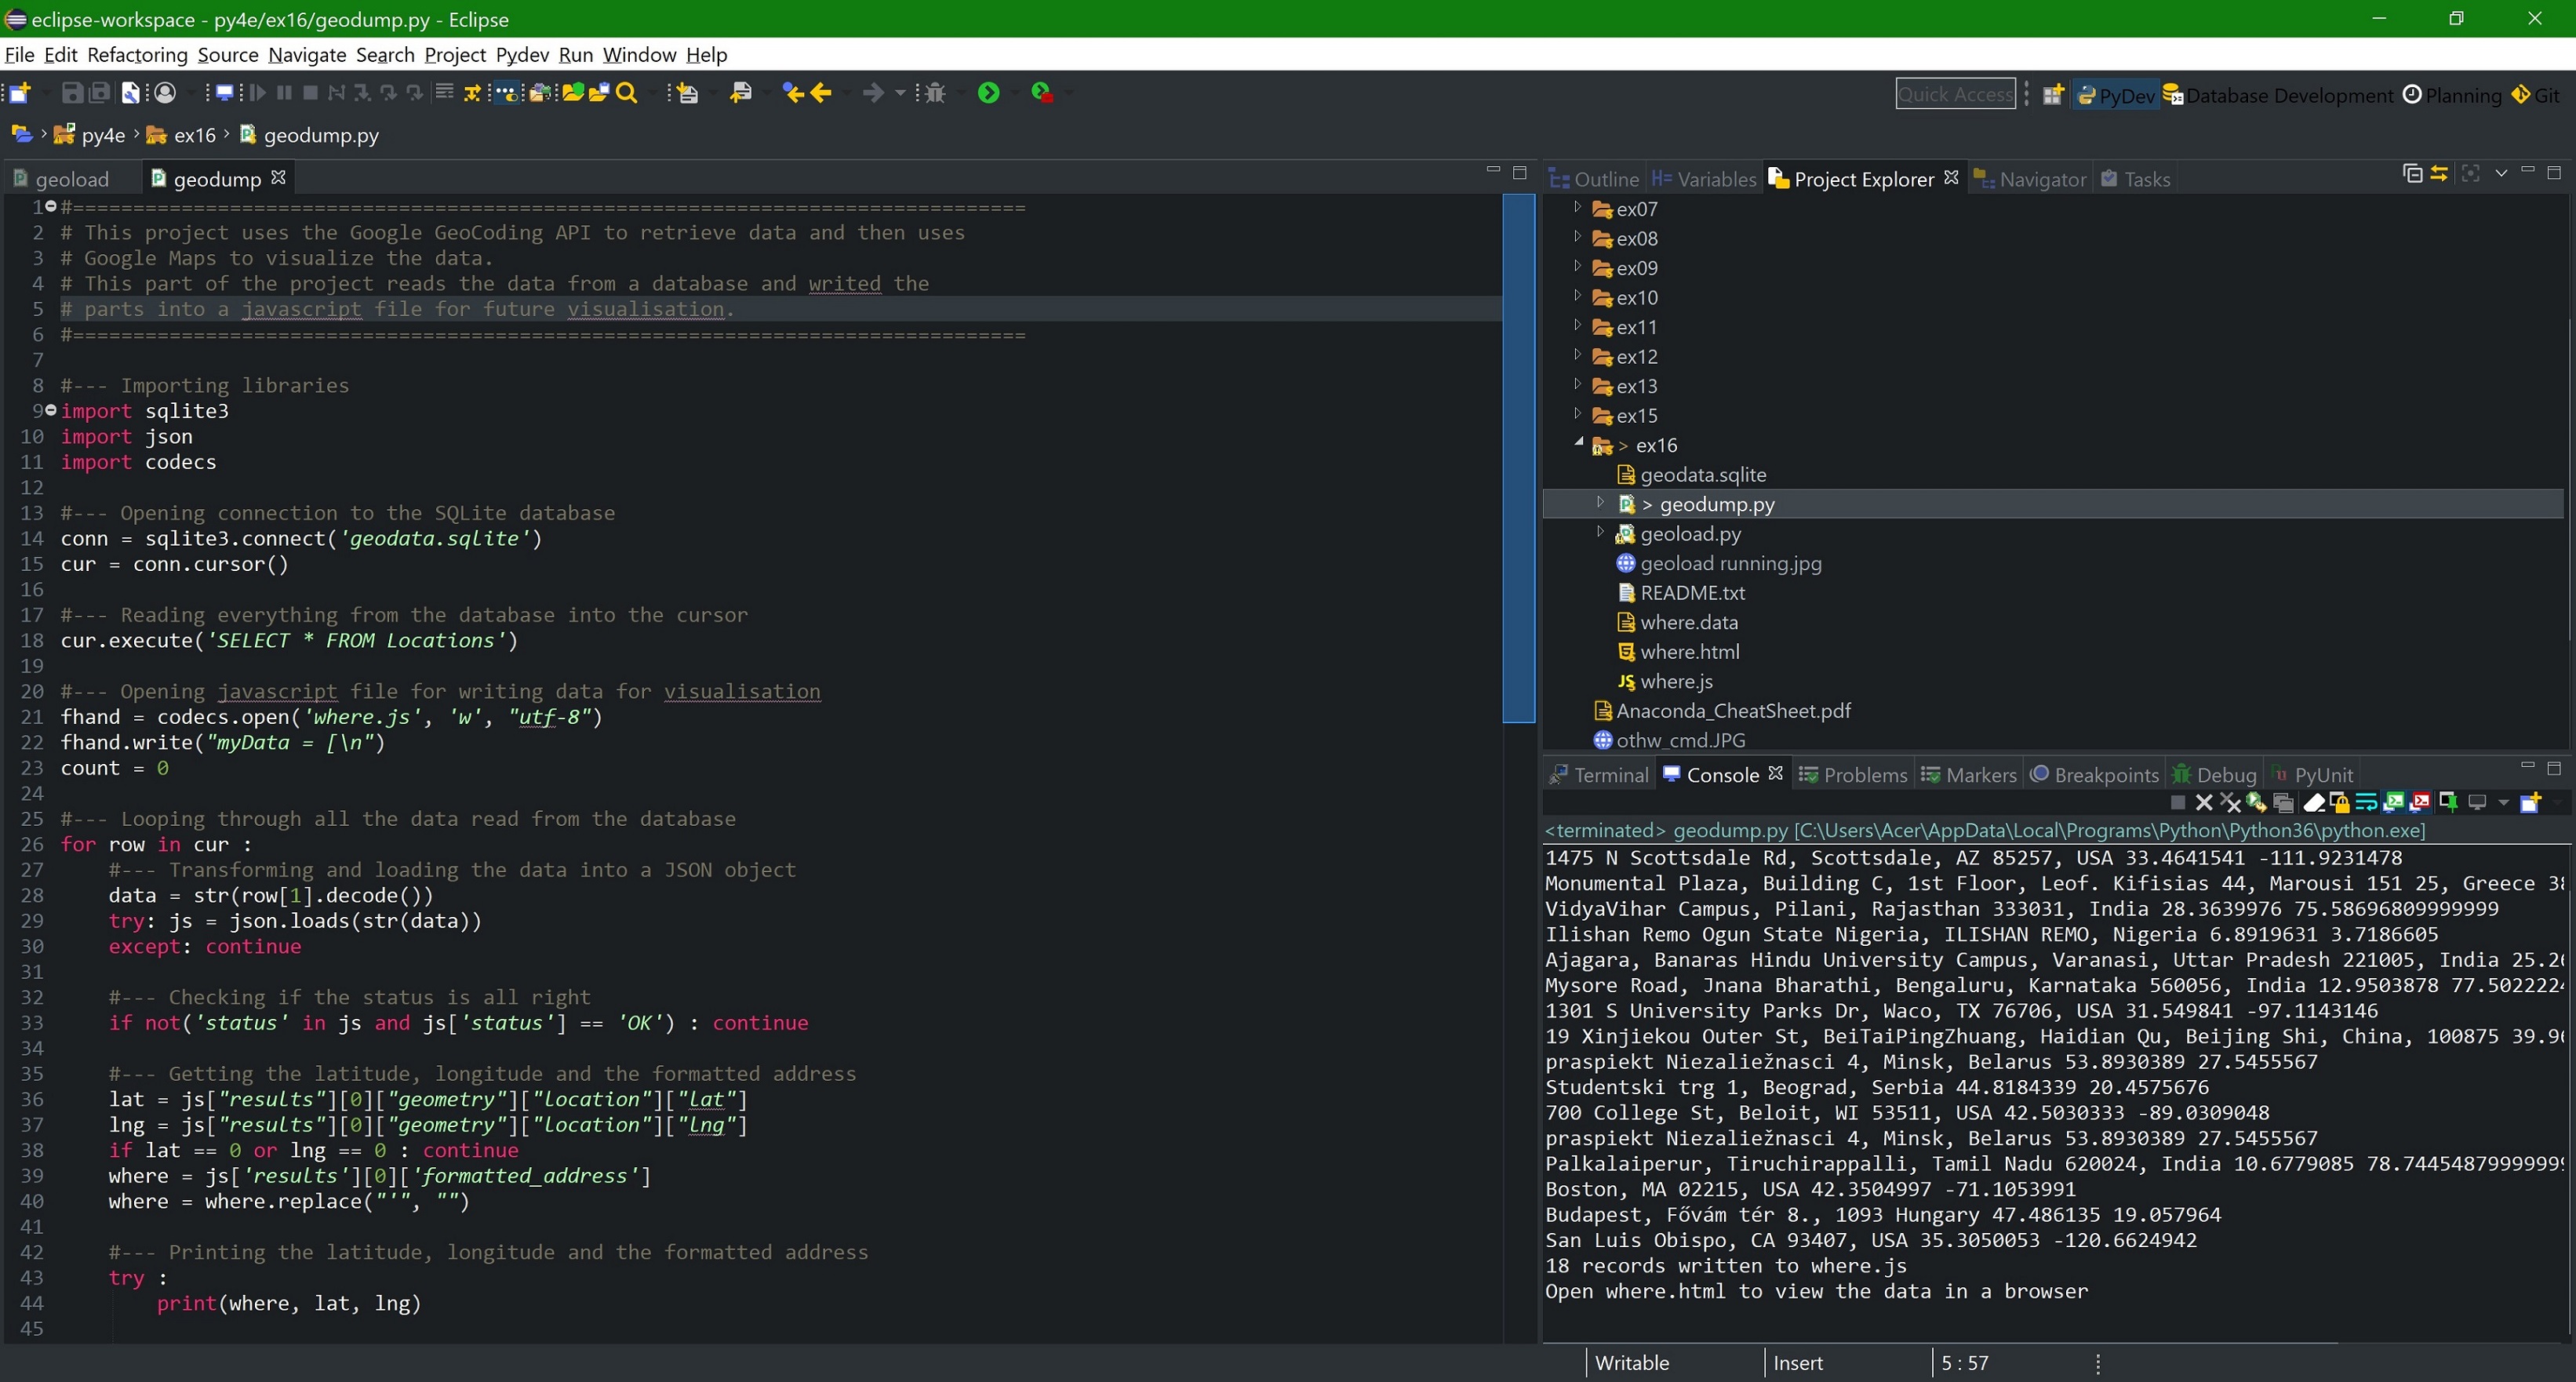 eclipse-workspace - py4e/ex16/geodump.py - Eclipse
File Edit Refactoring Source Navigate Search Project Pydev Run Window Help
Quick Access
PyDev Database Development Planning Git
py4e ex16 geodump.py
geoload geodump
1 #===============================================================================
2 # This project uses the Google GeoCoding API to retrieve data and then uses
3 # Google Maps to visualize the data.
4 # This part of the project reads the data from a database and writed the
5 # parts into a javascript file for future visualisation.
6 #===============================================================================
7
8 #--- Importing libraries
9 import sqlite3
10 import json
11 import codecs
12
13 #--- Opening connection to the SQLite database
14 conn = sqlite3.connect('geodata.sqlite')
15 cur = conn.cursor()
16
17 #--- Reading everything from the database into the cursor
18 cur.execute('SELECT * FROM Locations')
19
20 #--- Opening javascript file for writing data for visualisation
21 fhand = codecs.open('where.js', 'w', "utf-8")
22 fhand.write("myData = [\n")
23 count = 0
24
25 #--- Looping through all the data read from the database
26 for row in cur :
27     #--- Transforming and loading the data into a JSON object
28     data = str(row[1].decode())
29     try: js = json.loads(str(data))
30     except: continue
31
32     #--- Checking if the status is all right
33     if not('status' in js and js['status'] == 'OK') : continue
34
35     #--- Getting the latitude, longitude and the formatted address
36     lat = js["results"][0]["geometry"]["location"]["lat"]
37     lng = js["results"][0]["geometry"]["location"]["lng"]
38     if lat == 0 or lng == 0 : continue
39     where = js['results'][0]['formatted_address']
40     where = where.replace("'", "")
41
42     #--- Printing the latitude, longitude and the formatted address
43     try :
44         print(where, lat, lng)
45
Outline Variables Project Explorer Navigator Tasks
ex07
ex08
ex09
ex10
ex11
ex12
ex13
ex15
> ex16
geodata.sqlite
> geodump.py
geoload.py
geoload running.jpg
README.txt
where.data
where.html
where.js
Anaconda_CheatSheet.pdf
othw_cmd.JPG
Terminal Console Problems Markers Breakpoints Debug PyUnit
<terminated> geodump.py [C:\Users\Acer\AppData\Local\Programs\Python\Python36\python.exe]
1475 N Scottsdale Rd, Scottsdale, AZ 85257, USA 33.4641541 -111.9231478
Monumental Plaza, Building C, 1st Floor, Leof. Kifisias 44, Marousi 151 25, Greece 38
VidyaVihar Campus, Pilani, Rajasthan 333031, India 28.3639976 75.58696809999999
Ilishan Remo Ogun State Nigeria, ILISHAN REMO, Nigeria 6.8919631 3.7186605
Ajagara, Banaras Hindu University Campus, Varanasi, Uttar Pradesh 221005, India 25.26
Mysore Road, Jnana Bharathi, Bengaluru, Karnataka 560056, India 12.9503878 77.5022224
1301 S University Parks Dr, Waco, TX 76706, USA 31.549841 -97.1143146
19 Xinjiekou Outer St, BeiTaiPingZhuang, Haidian Qu, Beijing Shi, China, 100875 39.96
praspiekt Niezaliežnasci 4, Minsk, Belarus 53.8930389 27.5455567
Studentski trg 1, Beograd, Serbia 44.8184339 20.4575676
700 College St, Beloit, WI 53511, USA 42.5030333 -89.0309048
praspiekt Niezaliežnasci 4, Minsk, Belarus 53.8930389 27.5455567
Palkalaiperur, Tiruchirappalli, Tamil Nadu 620024, India 10.6779085 78.74454879999999
Boston, MA 02215, USA 42.3504997 -71.1053991
Budapest, Fővám tér 8., 1093 Hungary 47.486135 19.057964
San Luis Obispo, CA 93407, USA 35.3050053 -120.6624942
18 records written to where.js
Open where.html to view the data in a browser
Writable Insert 5 : 57